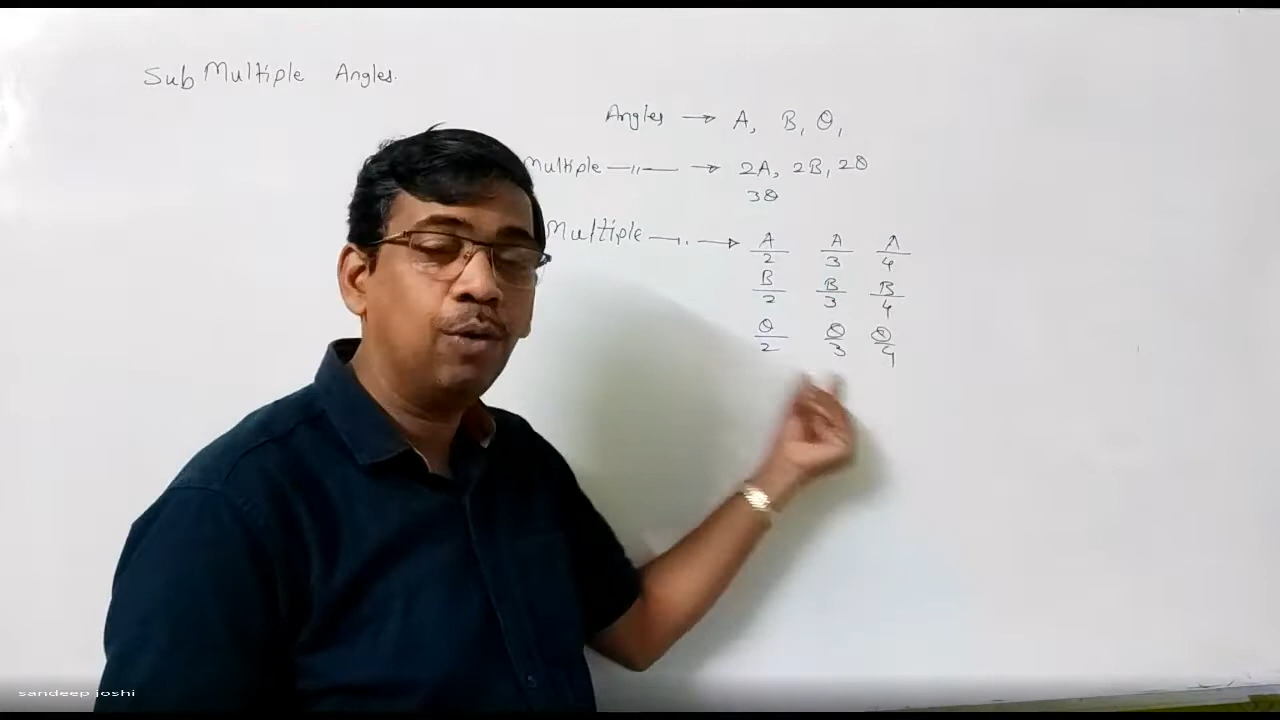 Sub Multiple Angles.
Angles → A, B, θ,
Multiple —〃— → 2A, 2B, 2θ
3θ
Multiple —〃— → A/2 A/3 A/4
B/2 B/3 B/4
θ/2 θ/3 θ/4
sandeep joshi